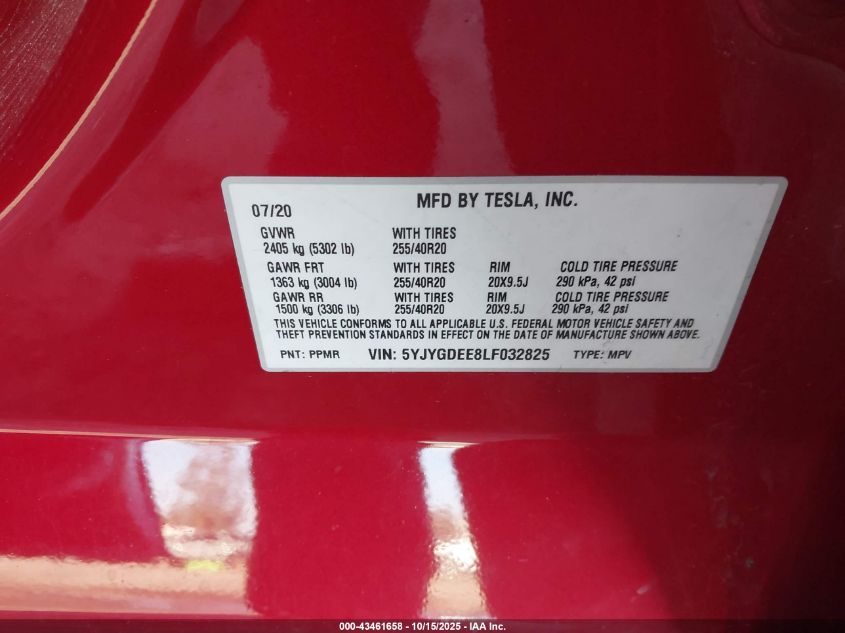 07/20 MFD BY TESLA, INC.
GVWR WITH TIRES
2405 kg (5302 lb) 255/40R20
GAWR FRT WITH TIRES RIM COLD TIRE PRESSURE
1363 kg (3004 lb) 255/40R20 20X9.5J 290 kPa, 42 psi
GAWR RR WITH TIRES RIM COLD TIRE PRESSURE
1500 kg (3306 lb) 255/40R20 20X9.5J 290 kPa, 42 psi
THIS VEHICLE CONFORMS TO ALL APPLICABLE U.S. FEDERAL MOTOR VEHICLE SAFETY AND
THEFT PREVENTION STANDARDS IN EFFECT ON THE DATE OF MANUFACTURE SHOWN ABOVE.
PNT: PPMR VIN: 5YJYGDEE8LF032825 TYPE: MPV
000-43461658 - 10/15/2025 - IAA Inc.